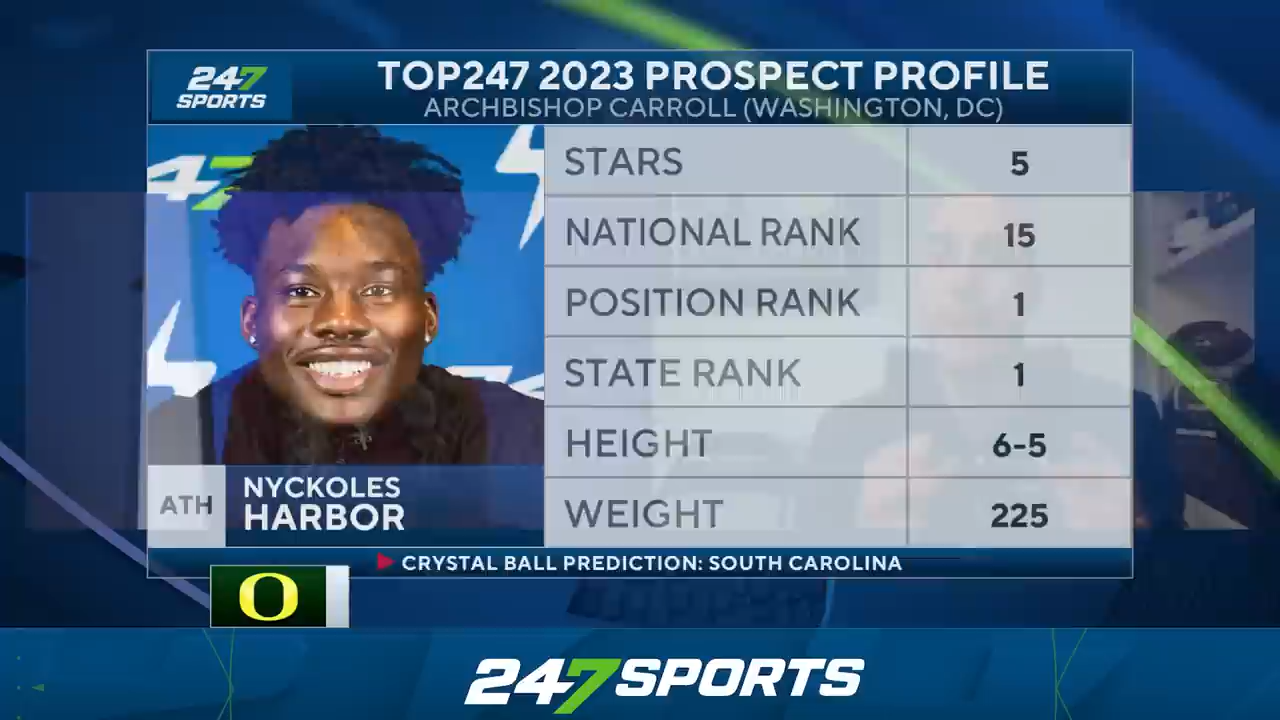 247
SPORTS
TOP247 2023 PROSPECT PROFILE
ARCHBISHOP CARROLL (WASHINGTON, DC)
47
STARS 5
NATIONAL RANK 15
POSITION RANK 1
STATE RANK 1
HEIGHT 6-5
WEIGHT 225
ATH
NYCKOLES
HARBOR
CRYSTAL BALL PREDICTION: SOUTH CAROLINA
O
247SPORTS